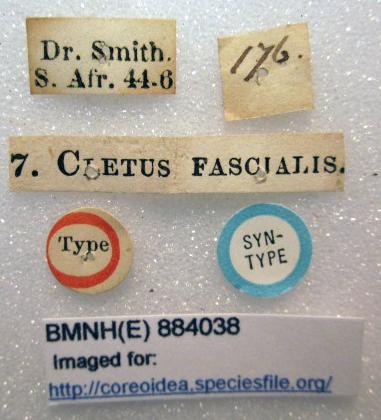 Dr. Smith.
S. Afr. 44.6
176.
7. CLETUS FASCIALIS.
Type
SYN-
TYPE
BMNH(E) 884038
Imaged for:
http://coreoidea.speciesfile.org/